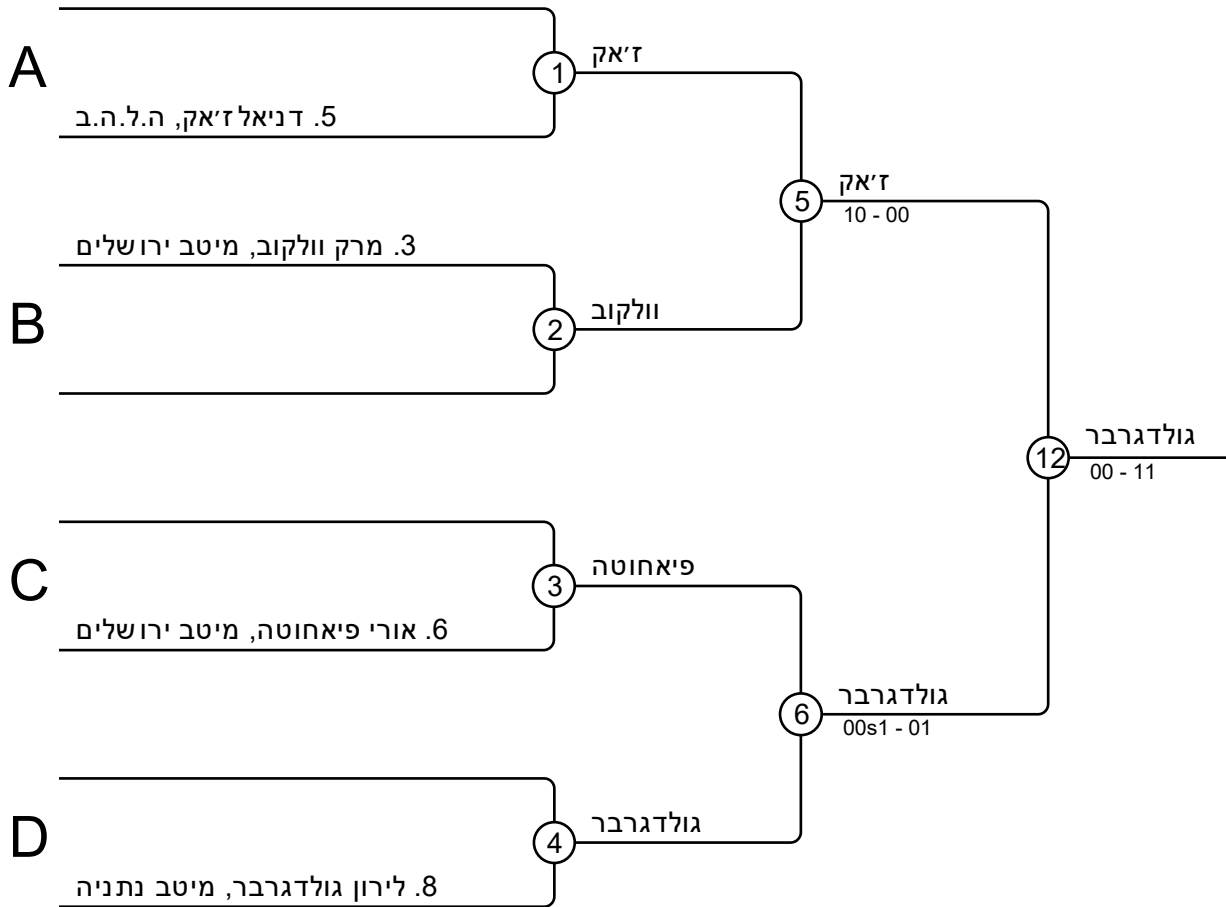 A
1
ז׳אק
5. דניאל ז׳אק, ה.ל.ה.ב
5
ז׳אק
10 - 00
3. מרק וולקוב, מיטב ירושלים
B
2
וולקוב
12
גולדגרבר
00 - 11
C
3
פיאחוטה
6. אורי פיאחוטה, מיטב ירושלים
6
גולדגרבר
00s1 - 01
D
4
גולדגרבר
8. לירון גולדגרבר, מיטב נתניה